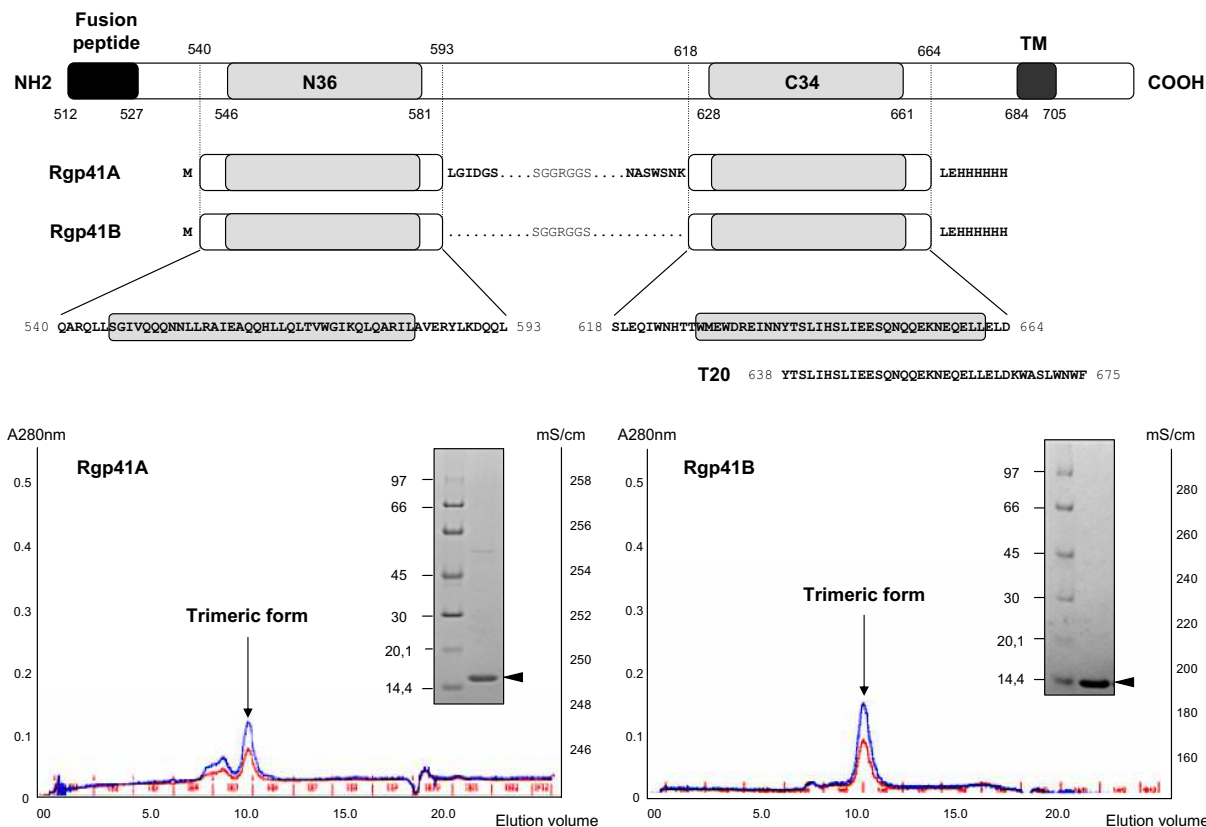 Fusion
peptide
540 593 618 664 TM
NH2 N36 C34 COOH
512 527 546 581 628 661 684 705
Rgp41A M LGIDGS....SGGRGGS....NASWSNK LEHHHHHH
Rgp41B M ..........SGGRGGS........... LEHHHHHH
540 QARQLLSGIVQQQNNLLRAIEAQQHLLQLTVWGIKQLQARILAVERYLKDQQL 593 618 SLEQIWNHTTWMEWDREINNYTSLIHSLIEESQNQQEKNEQELLELD 664
T20 638 YTSLIHSLIEESQNQQEKNEQELLELDKWASLWNWF 675
A280nm mS/cm
Rgp41A
0.5
0.4
0.3
0.2
0.1
0
258
256
254
252
250
248
246
97
66
45
30
20,1
14,4
Trimeric form
00 5.0 10.0 15.0 20.0
Elution volume
A280nm mS/cm
Rgp41B
0.5
0.4
0.3
0.2
0.1
0
280
260
240
220
200
180
160
97
66
45
30
20,1
14,4
Trimeric form
00 5.0 10.0 15.0 20.0
Elution volume